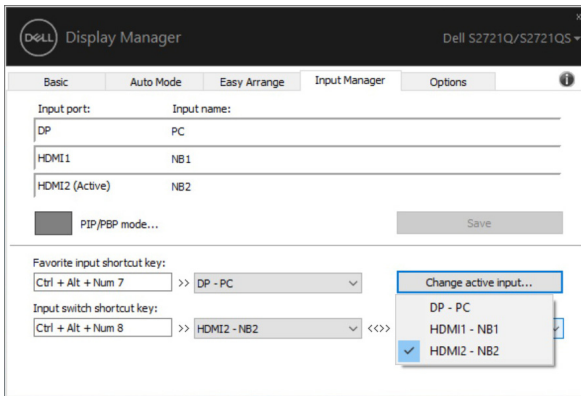 DELL Display Manager Dell S2721Q/S2721QS
Basic Auto Mode Easy Arrange Input Manager Options
Input port: Input name:
DP PC
HDMI1 NB1
HDMI2 (Active) NB2
PIP/PBP mode... Save
Favorite input shortcut key:
Ctrl + Alt + Num 7 >> DP - PC Change active input...
Input switch shortcut key:
DP - PC
Ctrl + Alt + Num 8 >> HDMI2 - NB2 <<>> HDMI1 - NB1
HDMI2 - NB2